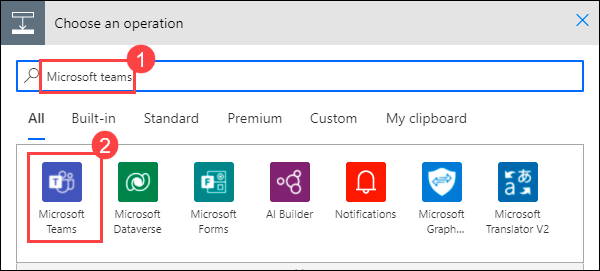 Choose an operation
1
Microsoft teams
All Built-in Standard Premium Custom My clipboard
2
Microsoft Microsoft Microsoft AI Builder Notifications Microsoft Microsoft
Teams Dataverse Forms Graph... Translator V2